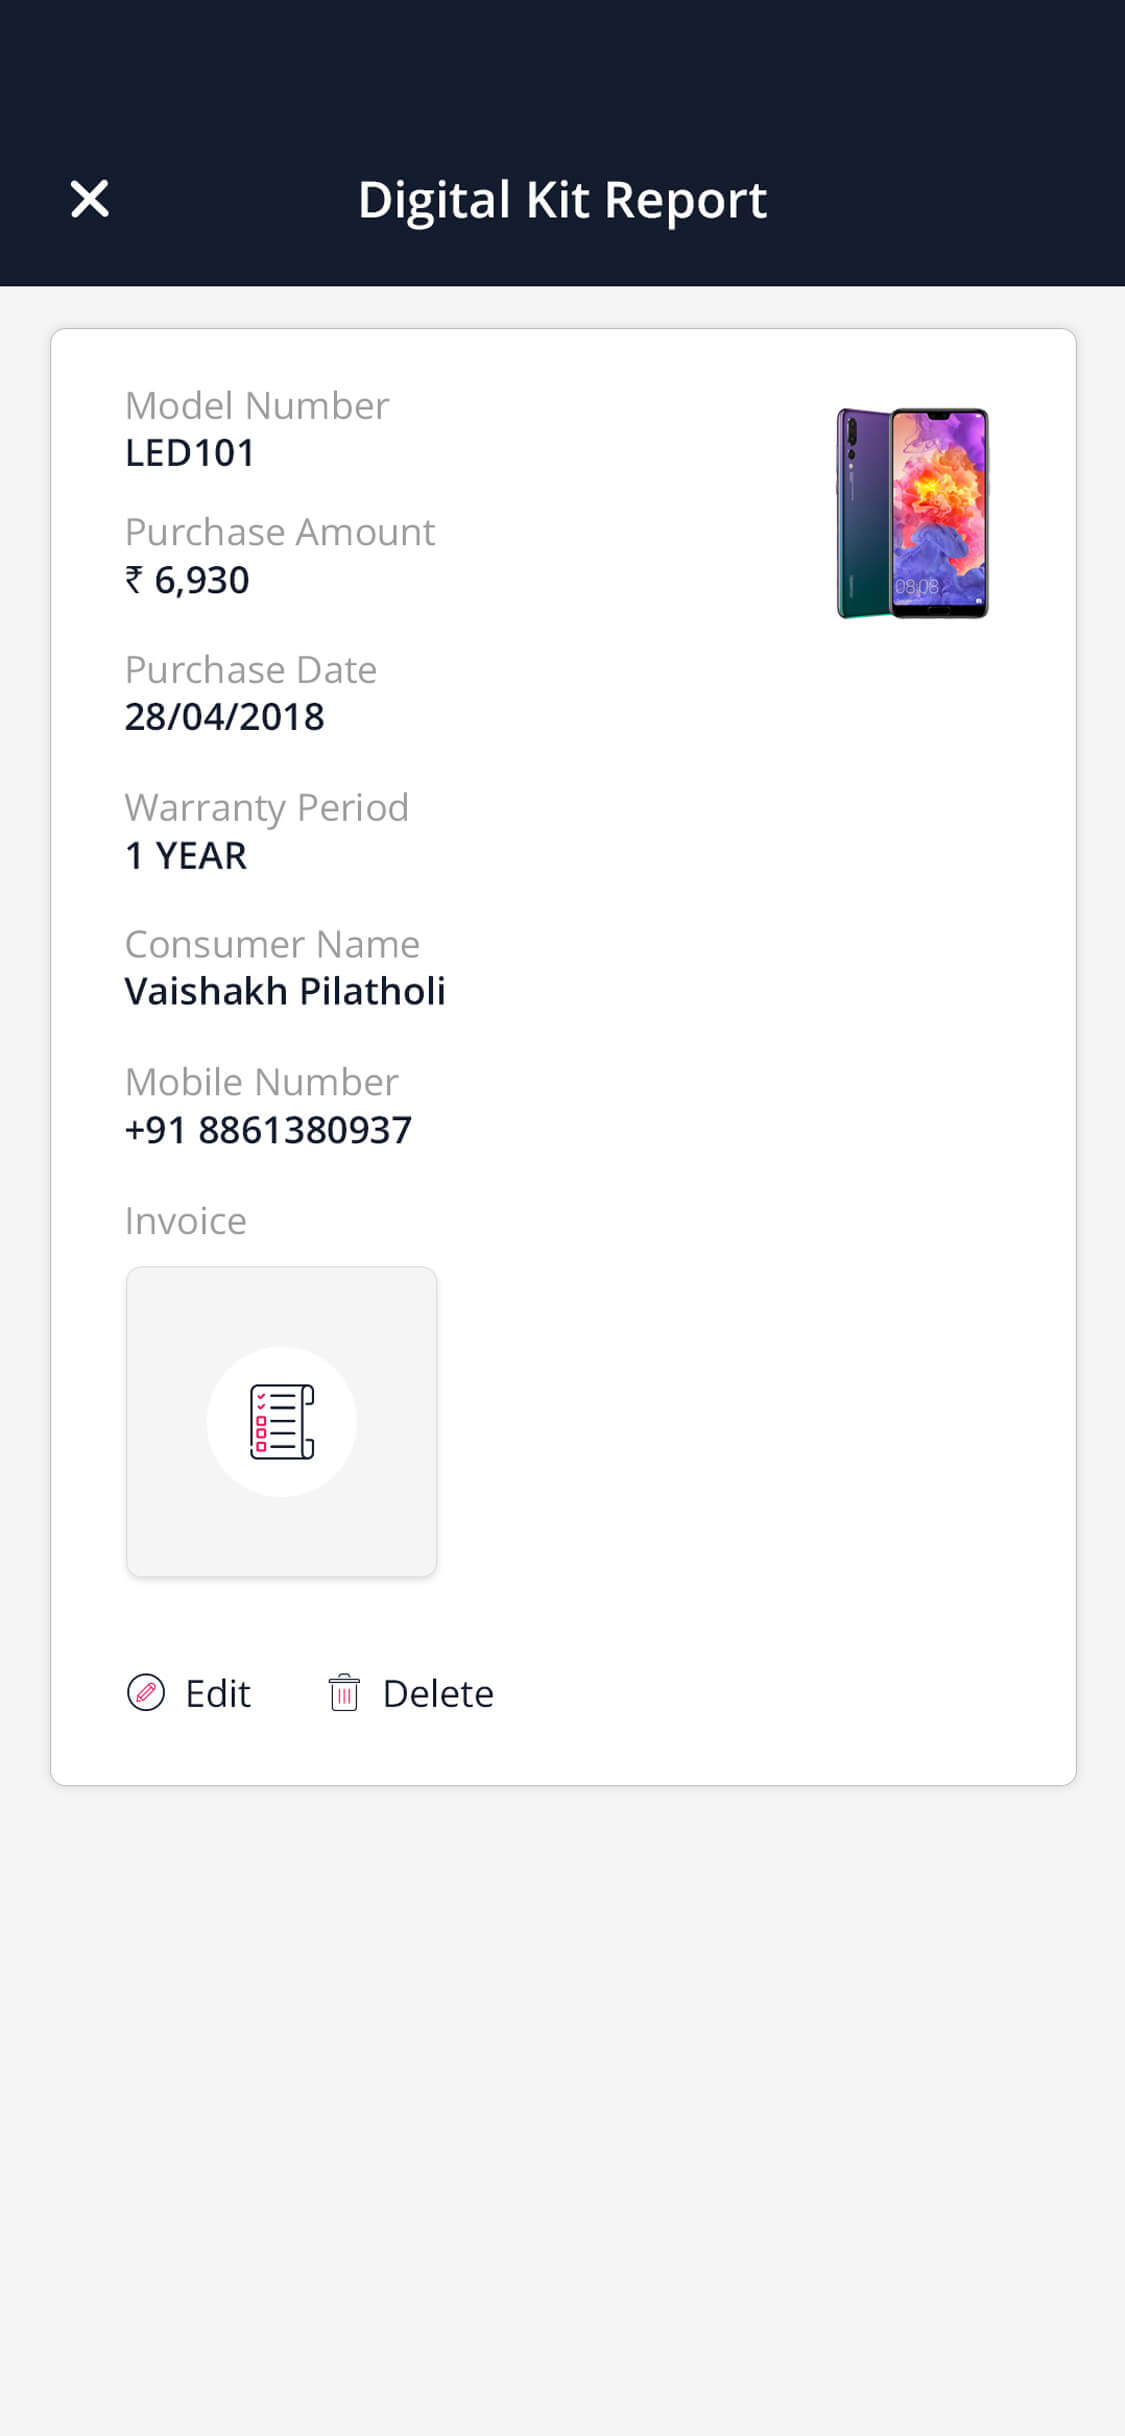 Digital Kit Report
Model Number
LED101
Purchase Amount
₹ 6,930
08:08
Purchase Date
28/04/2018
Warranty Period
1 YEAR
Consumer Name
Vaishakh Pilatholi
Mobile Number
+91 8861380937
Invoice
Edit
Delete